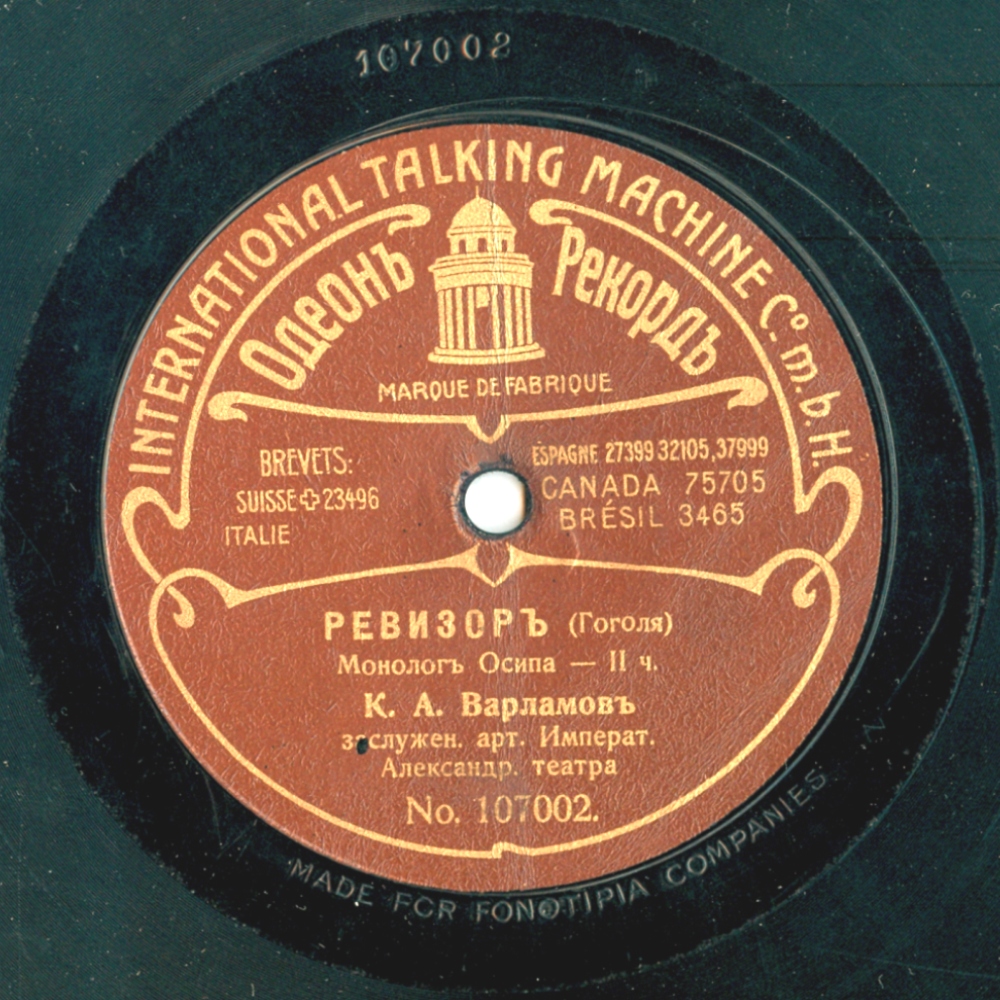 107002
INTERNATIONAL TALKING MACHINE Co. m.b.H.
Одеонъ Рекордъ
MARQUE DE FABRIQUE
BREVETS:
SUISSE 23496
ITALIE
ESPAGNE 27399 32105, 37999
CANADA 75705
BRÉSIL 3465
РЕВИЗОРЪ (Гоголя)
Монологъ Осипа — II ч.
К. А. Варламовъ
заслужен. арт. Императ.
Александр. театра
No. 107002.
MADE FOR FONOTIPIA COMPANIES